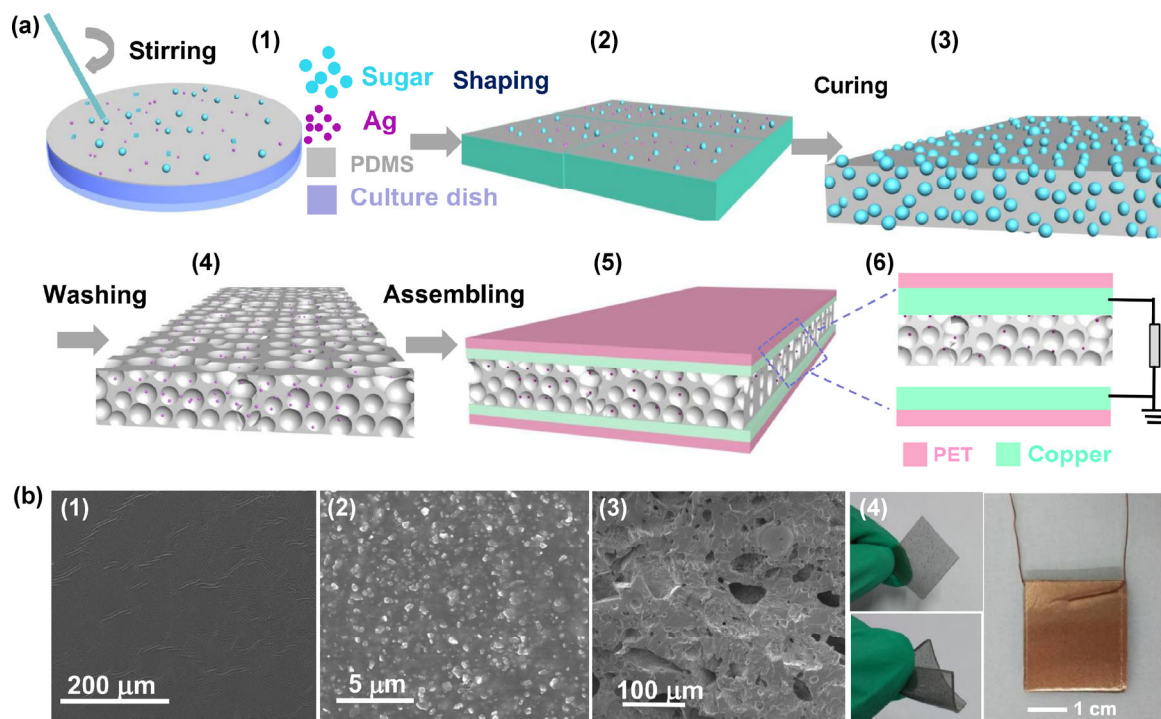 (a)
Stirring
(1)
Sugar
Ag
PDMS
Culture dish
Shaping
(2)
Curing
(3)
Washing
(4)
Assembling
(5)
(6)
PET
Copper
(b)
(1)
200 μm
(2)
5 μm
(3)
100 μm
(4)
1 cm